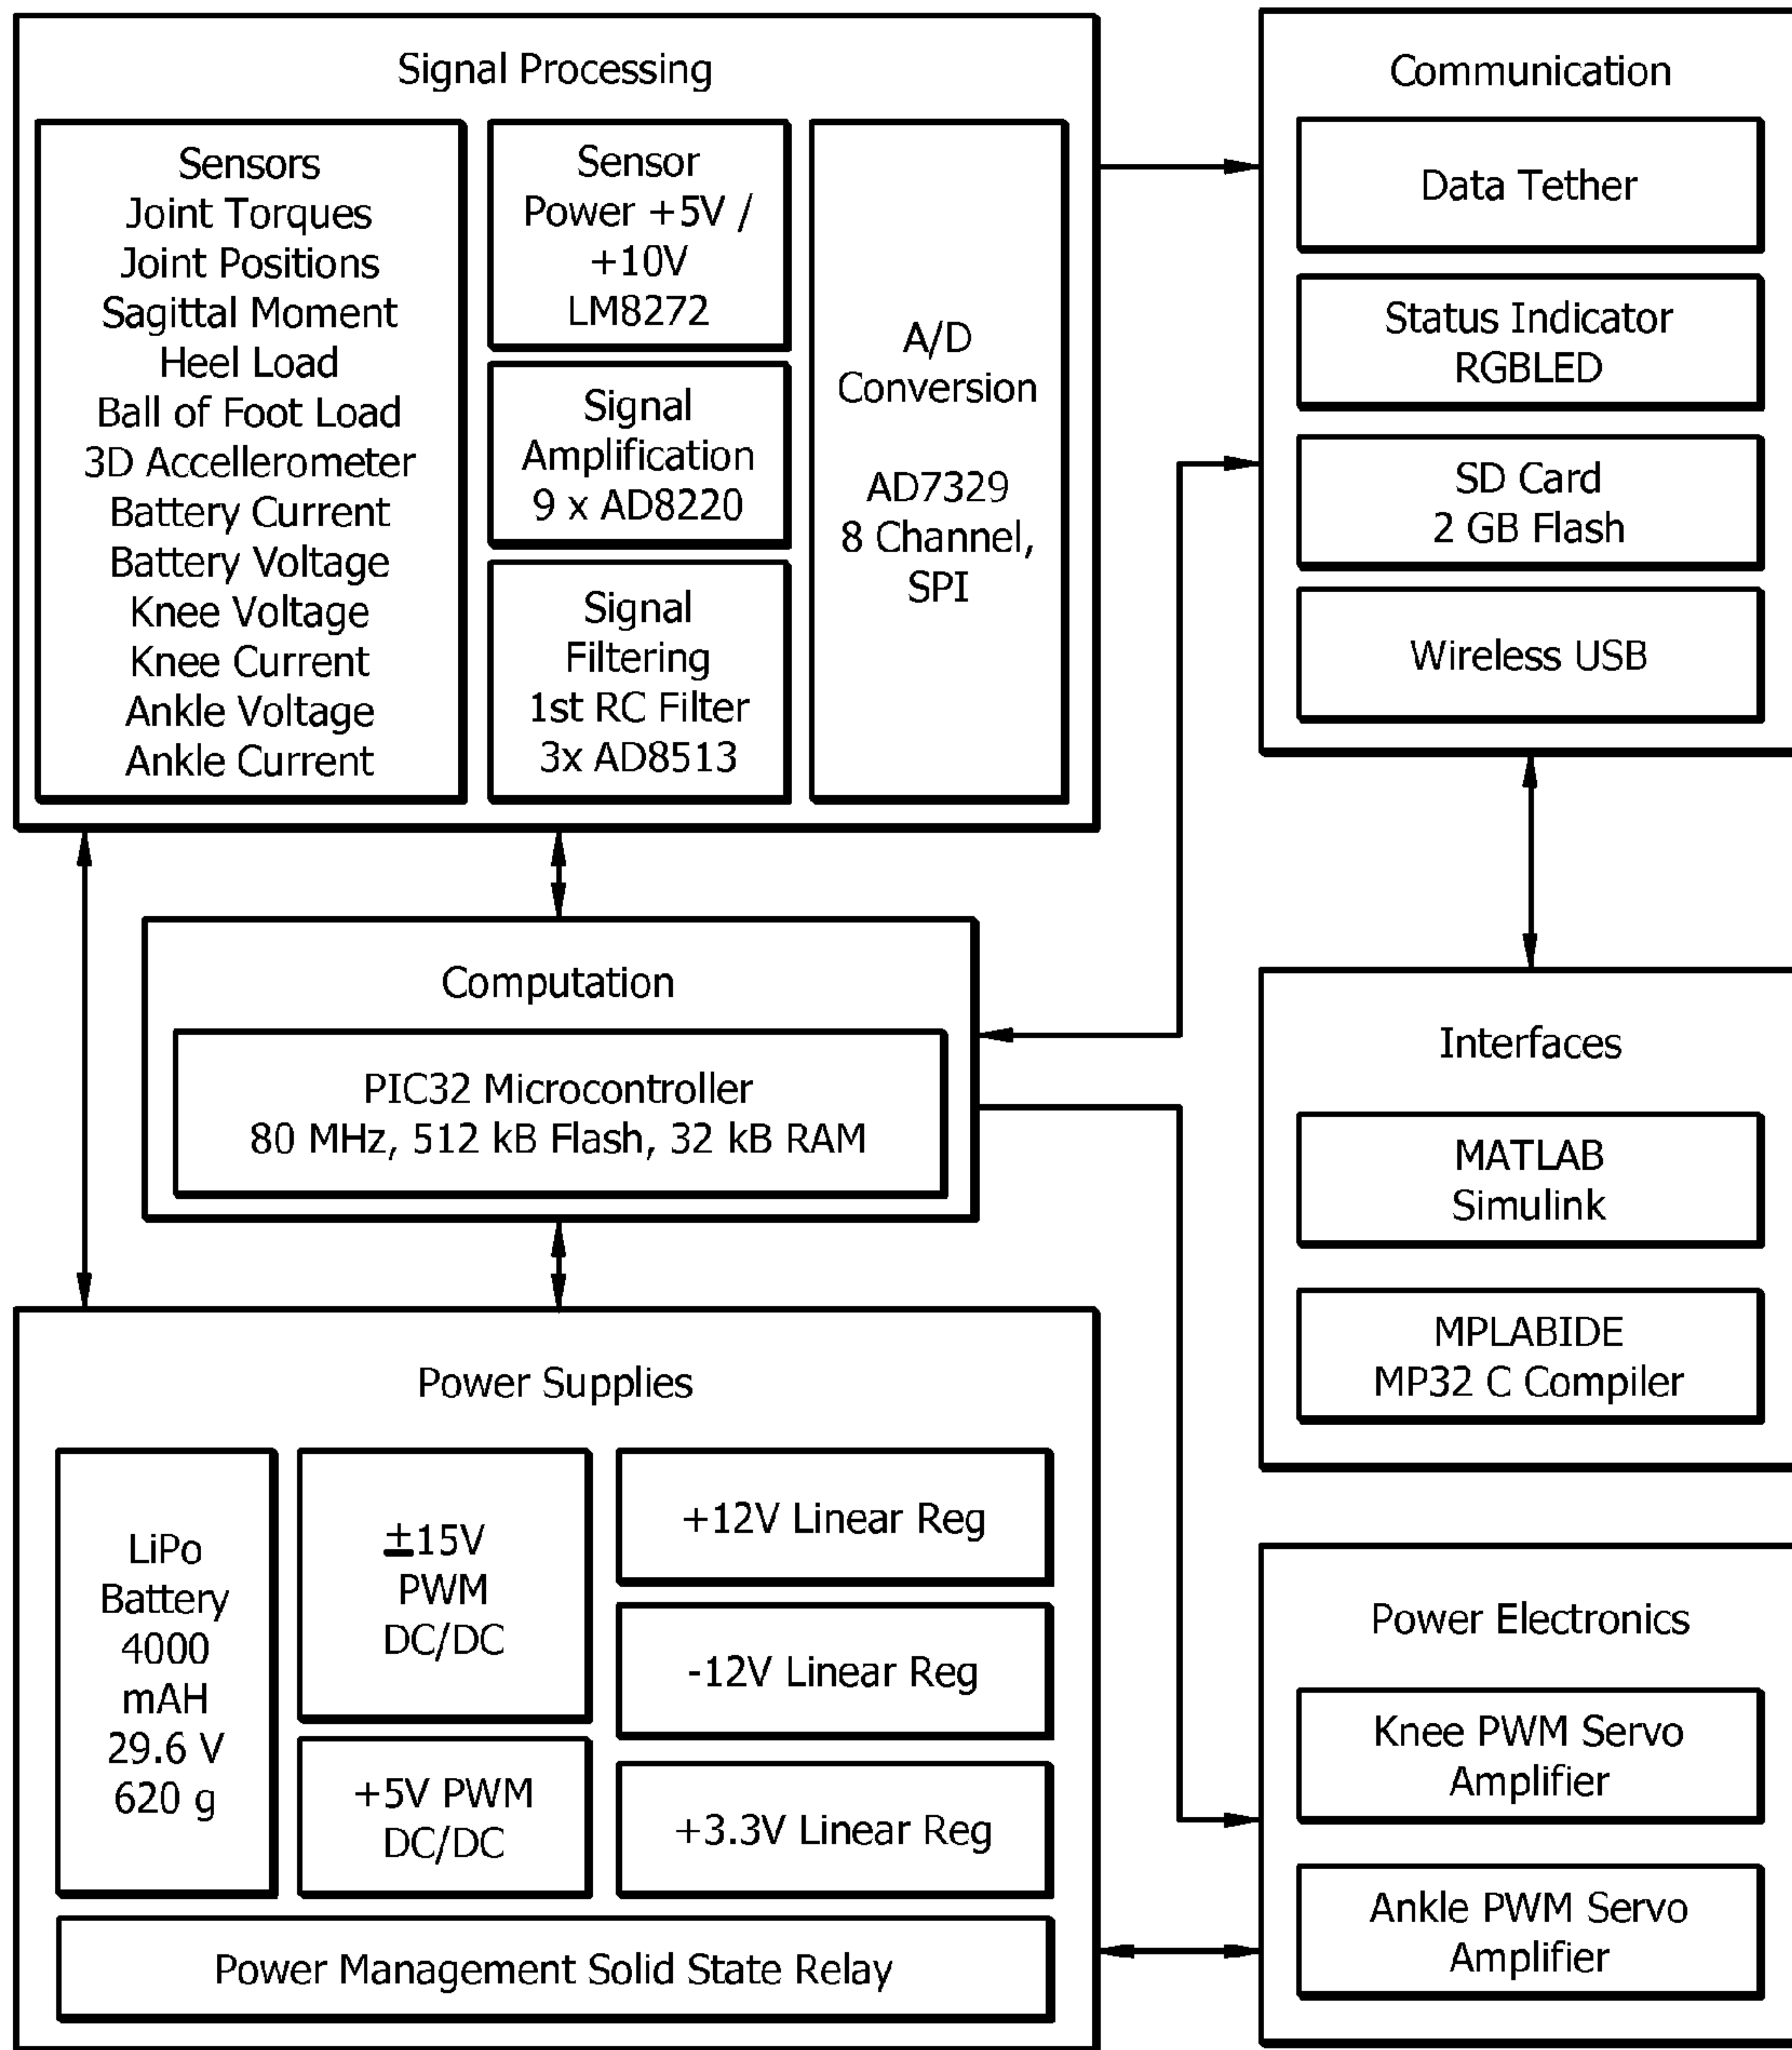 Signal Processing
Sensors
Joint Torques
Joint Positions
Sagittal Moment
Heel Load
Ball of Foot Load
3D Accellerometer
Battery Current
Battery Voltage
Knee Voltage
Knee Current
Ankle Voltage
Ankle Current
Sensor
Power +5V /
+10V
LM8272
Signal
Amplification
9 x AD8220
Signal
Filtering
1st RC Filter
3x AD8513
A/D
Conversion
AD7329
8 Channel,
SPI
Communication
Data Tether
Status Indicator
RGBLED
SD Card
2 GB Flash
Wireless USB
Computation
PIC32 Microcontroller
80 MHz, 512 kB Flash, 32 kB RAM
Interfaces
MATLAB
Simulink
MPLABIDE
MP32 C Compiler
Power Supplies
LiPo
Battery
4000
mAH
29.6 V
620 g
±15V
PWM
DC/DC
+5V PWM
DC/DC
+12V Linear Reg
-12V Linear Reg
+3.3V Linear Reg
Power Management Solid State Relay
Power Electronics
Knee PWM Servo
Amplifier
Ankle PWM Servo
Amplifier